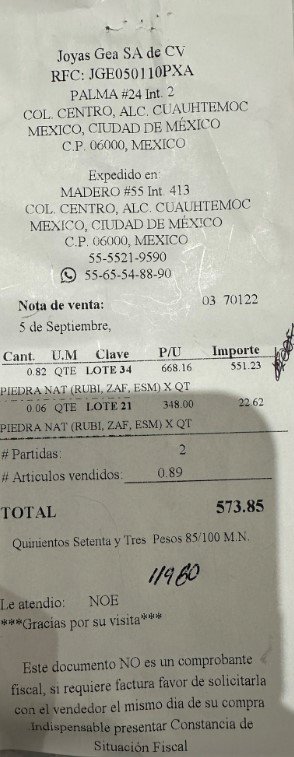 Joyas Gea SA de CV
RFC: JGE050110PXA
PALMA #24 Int. 2
COL. CENTRO, ALC. CUAUHTEMOC
MEXICO, CIUDAD DE MÉXICO
C.P. 06000, MEXICO
Expedido en
MADERO #55 Int. 413
COL. CENTRO, ALC. CUAUHTEMOC
MEXICO, CIUDAD DE MÉXICO
C.P. 06000, MEXICO
55-5521-9590
55-65-54-88-90
Nota de venta: 03 70122
5 de Septiembre,
Cant. U.M Clave P/U Importe
0.82 QTE LOTE 34 668.16 551.23
PIEDRA NAT (RUBI, ZAF, ESM) X QT
0.06 QTE LOTE 21 348.00 22.62
PIEDRA NAT (RUBI, ZAF, ESM) X QT
# Partidas: 2
# Articulos vendidos: 0.89
TOTAL 573.85
Quinientos Setenta y Tres Pesos 85/100 M.N.
11960
Le atendio: NOE
***Gracias por su visita***
Este documento NO es un comprobante
fiscal, si requiere factura favor de solicitarla
con el vendedor el mismo dia de su compra
.Indispensable presentar Constancia de
Situación Fiscal